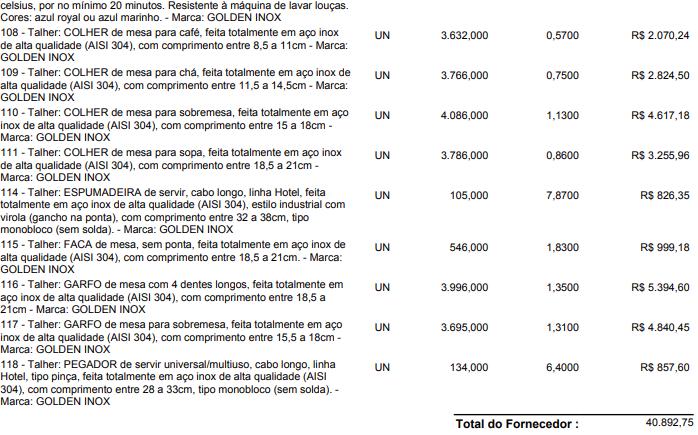 celsius, por no mínimo 20 minutos. Resistente à máquina de lavar louças.
Cores: azul royal ou azul marinho. - Marca: GOLDEN INOX
108 - Talher: COLHER de mesa para café, feita totalmente em aço inox UN 3.632,000 0,5700 R$ 2.070,24
de alta qualidade (AISI 304), com comprimento entre 8,5 a 11cm - Marca:
GOLDEN INOX
109 - Talher: COLHER de mesa para chá, feita totalmente em aço inox de UN 3.766,000 0,7500 R$ 2.824,50
alta qualidade (AISI 304), com comprimento entre 11,5 a 14,5cm - Marca:
GOLDEN INOX
110 - Talher: COLHER de mesa para sobremesa, feita totalmente em aço UN 4.086,000 1,1300 R$ 4.617,18
inox de alta qualidade (AISI 304), com comprimento entre 15 a 18cm -
Marca: GOLDEN INOX
111 - Talher: COLHER de mesa para sopa, feita totalmente em aço inox UN 3.786,000 0,8600 R$ 3.255,96
de alta qualidade (AISI 304), com comprimento entre 18,5 a 21cm -
Marca: GOLDEN INOX
114 - Talher: ESPUMADEIRA de servir, cabo longo, linha Hotel, feita UN 105,000 7,8700 R$ 826,35
totalmente em aço inox de alta qualidade (AISI 304), estilo industrial com
virola (gancho na ponta), com comprimento entre 32 a 38cm, tipo
monobloco (sem solda). - Marca: GOLDEN INOX
115 - Talher: FACA de mesa, sem ponta, feita totalmente em aço inox de UN 546,000 1,8300 R$ 999,18
alta qualidade (AISI 304), com comprimento entre 18,5 a 21cm. - Marca:
GOLDEN INOX
116 - Talher: GARFO de mesa com 4 dentes longos, feita totalmente em UN 3.996,000 1,3500 R$ 5.394,60
aço inox de alta qualidade (AISI 304), com comprimento entre 18,5 a
21cm - Marca: GOLDEN INOX
117 - Talher: GARFO de mesa para sobremesa, feita totalmente em aço UN 3.695,000 1,3100 R$ 4.840,45
inox de alta qualidade (AISI 304), com comprimento entre 15,5 a 18cm -
Marca: GOLDEN INOX
118 - Talher: PEGADOR de servir universal/multiuso, cabo longo, linha UN 134,000 6,4000 R$ 857,60
Hotel, tipo pinça, feita totalmente em aço inox de alta qualidade (AISI
304), com comprimento entre 28 a 33cm, tipo monobloco (sem solda). -
Marca: GOLDEN INOX
Total do Fornecedor : 40.892,75